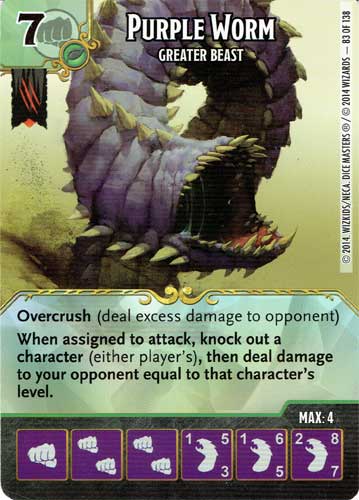 7
PURPLE WORM
GREATER BEAST
© 2014, WIZKIDS/NECA. DICE MASTERS ® / © 2014 WIZARDS — 83 OF 138
Overcrush (deal excess damage to opponent)
When assigned to attack, knock out a
character (either player's), then deal damage
to your opponent equal to that character's
level.
MAX: 4
1 5 3
1 6 5
2 8 7